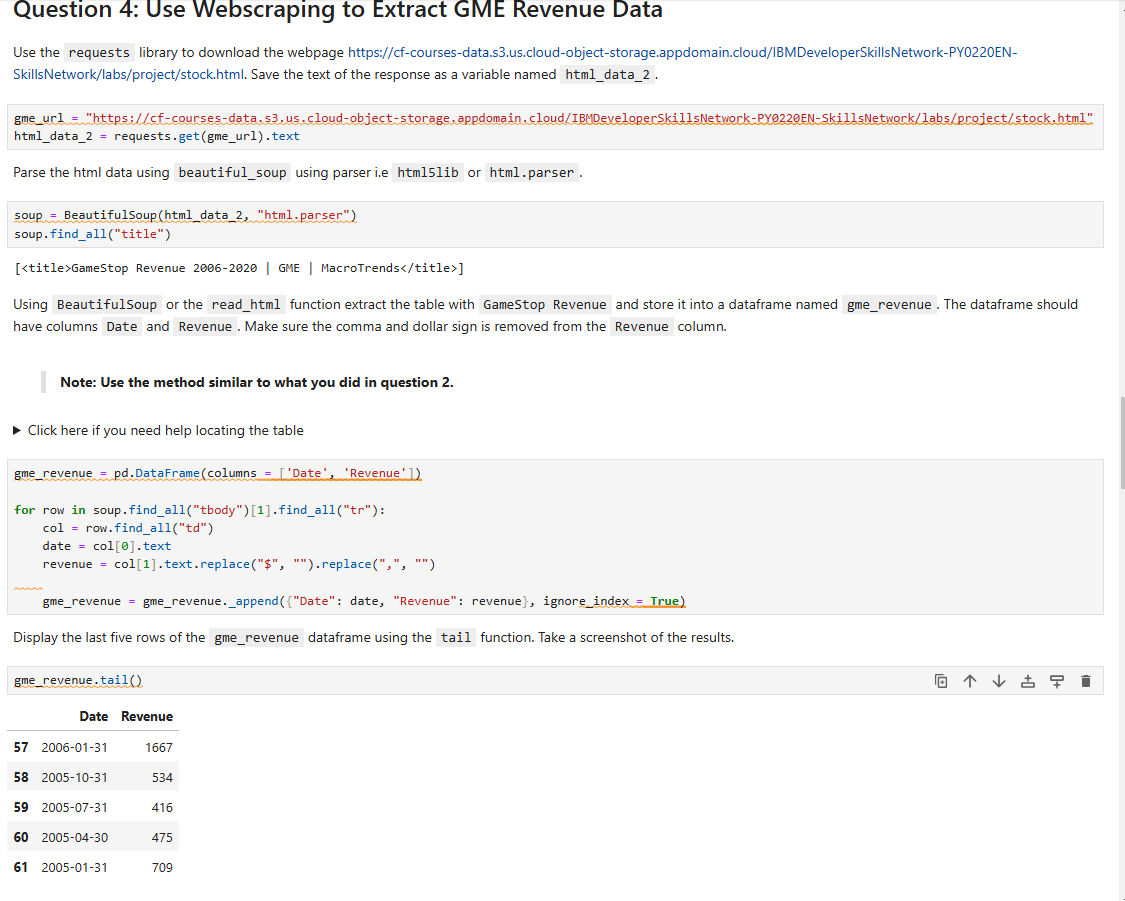 Question 4: Use Webscraping to Extract GME Revenue Data
Use the requests library to download the webpage https://cf-courses-data.s3.us.cloud-object-storage.appdomain.cloud/IBMDeveloperSkillsNetwork-PY0220EN-
SkillsNetwork/labs/project/stock.html. Save the text of the response as a variable named html_data_2.
gme_url = "https://cf-courses-data.s3.us.cloud-object-storage.appdomain.cloud/IBMDeveloperSkillsNetwork-PY0220EN-SkillsNetwork/labs/project/stock.html"
html_data_2 = requests.get(gme_url).text
Parse the html data using beautiful_soup using parser i.e html5lib or html.parser.
soup = BeautifulSoup(html_data_2, "html.parser")
soup.find_all("title")
[<title>GameStop Revenue 2006-2020 | GME | MacroTrends</title>]
Using BeautifulSoup or the read_html function extract the table with GameStop Revenue and store it into a dataframe named gme_revenue. The dataframe should
have columns Date and Revenue. Make sure the comma and dollar sign is removed from the Revenue column.
Note: Use the method similar to what you did in question 2.
Click here if you need help locating the table
gme_revenue = pd.DataFrame(columns = ['Date', 'Revenue'])
for row in soup.find_all("tbody")[1].find_all("tr"):
    col = row.find_all("td")
    date = col[0].text
    revenue = col[1].text.replace("$", "").replace(",", "")
    gme_revenue = gme_revenue._append({"Date": date, "Revenue": revenue}, ignore_index = True)
Display the last five rows of the gme_revenue dataframe using the tail function. Take a screenshot of the results.
gme_revenue.tail()
Date Revenue
57 2006-01-31 1667
58 2005-10-31 534
59 2005-07-31 416
60 2005-04-30 475
61 2005-01-31 709